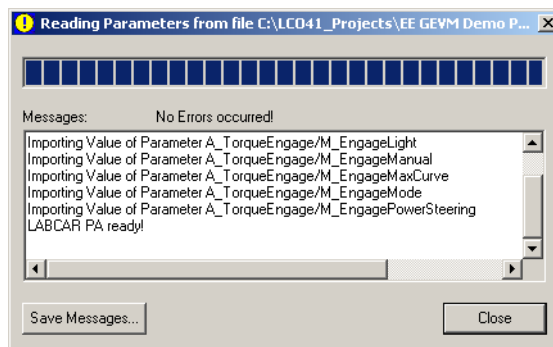 Reading Parameters from file C:\LCO41_Projects\EE GEVM Demo P...
Messages: No Errors occurred!
Importing Value of Parameter A_TorqueEngage/M_EngageLight
Importing Value of Parameter A_TorqueEngage/M_EngageManual
Importing Value of Parameter A_TorqueEngage/M_EngageMaxCurve
Importing Value of Parameter A_TorqueEngage/M_EngageMode
Importing Value of Parameter A_TorqueEngage/M_EngagePowerSteering
LABCAR PA ready!
Save Messages...
Close